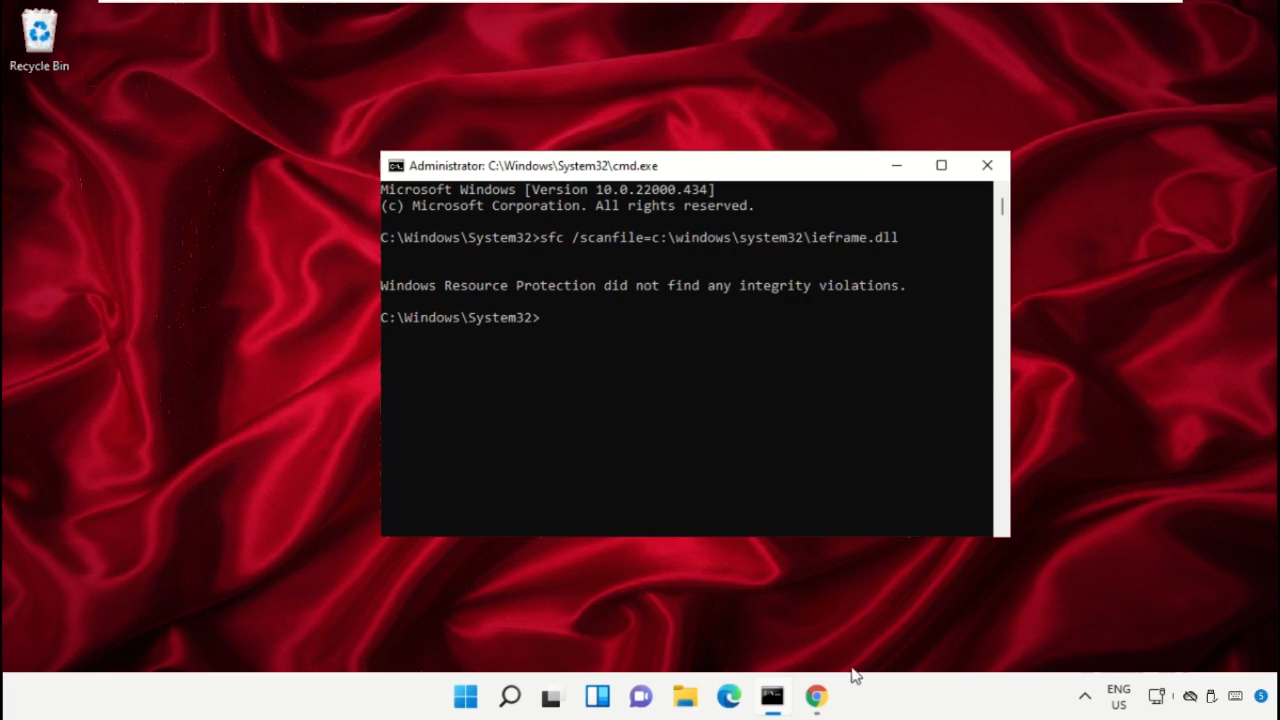 Recycle Bin
Administrator: C:\Windows\System32\cmd.exe
Microsoft Windows [Version 10.0.22000.434]
(c) Microsoft Corporation. All rights reserved.
C:\Windows\System32>sfc /scanfile=c:\windows\system32\ieframe.dll
Windows Resource Protection did not find any integrity violations.
C:\Windows\System32>
ENG
US
5